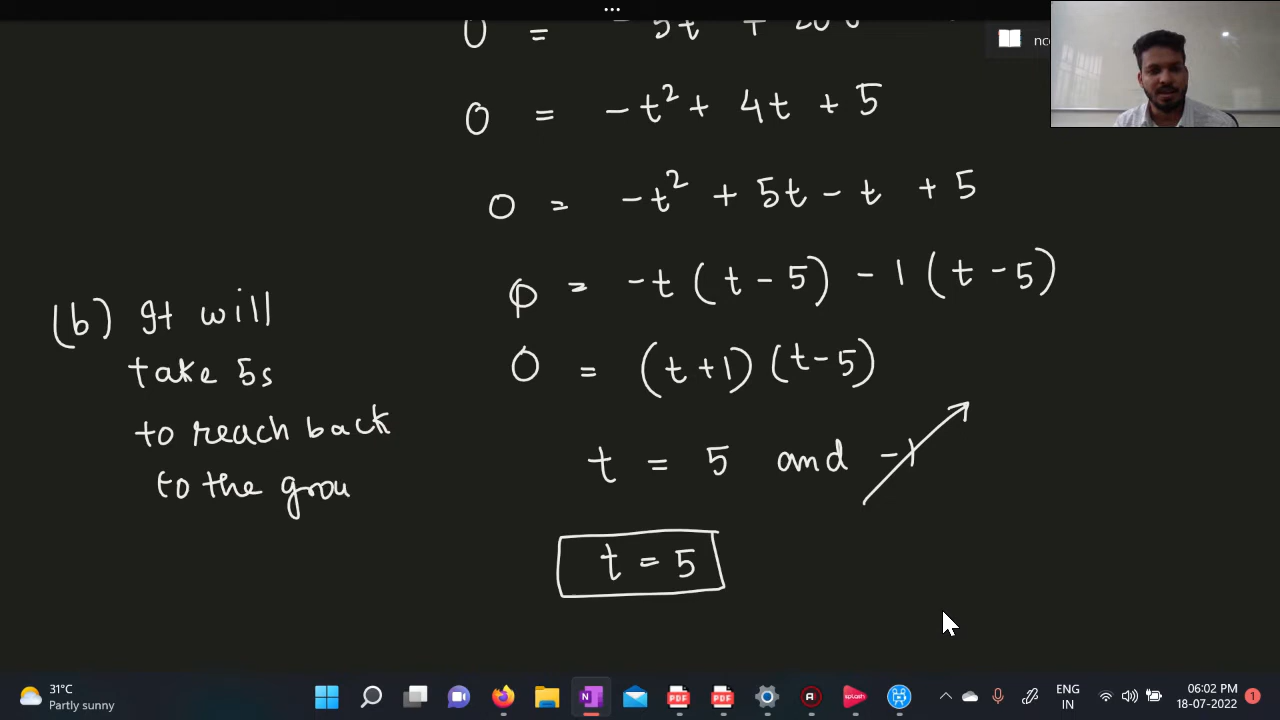 ...
nc
0 = -t² + 4t + 5
0 = -t² + 5t - t + 5
0 = -t (t - 5) - 1 (t - 5)
0 = (t + 1) (t - 5)
t = 5 and -1
t = 5
(b) It will
take 5s
to reach back
to the grou
31°C
Partly sunny
ENG
IN
06:02 PM
18-07-2022
1